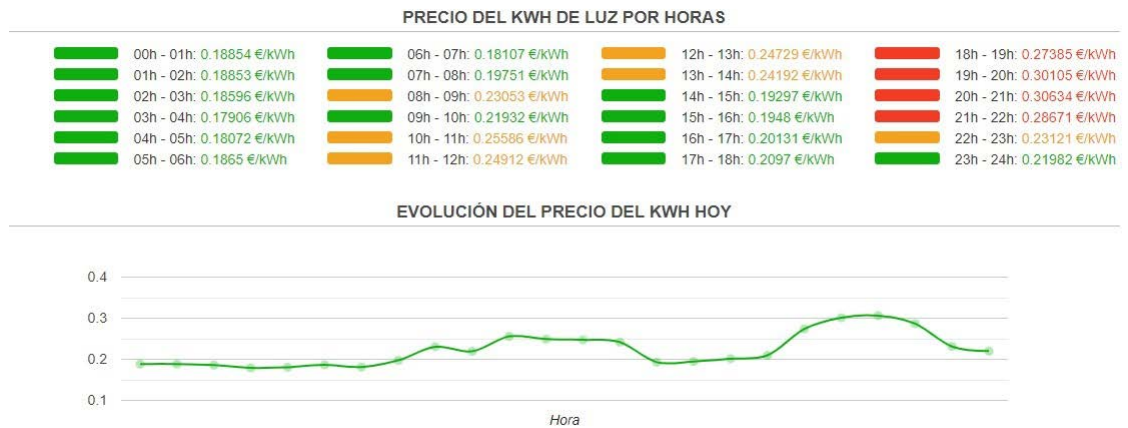 PRECIO DEL KWH DE LUZ POR HORAS
00h - 01h: 0.18854 €/kWh
01h - 02h: 0.18853 €/kWh
02h - 03h: 0.18596 €/kWh
03h - 04h: 0.17906 €/kWh
04h - 05h: 0.18072 €/kWh
05h - 06h: 0.1865 €/kWh
06h - 07h: 0.18107 €/kWh
07h - 08h: 0.19751 €/kWh
08h - 09h: 0.23053 €/kWh
09h - 10h: 0.21932 €/kWh
10h - 11h: 0.25586 €/kWh
11h - 12h: 0.24912 €/kWh
12h - 13h: 0.24729 €/kWh
13h - 14h: 0.24192 €/kWh
14h - 15h: 0.19297 €/kWh
15h - 16h: 0.1948 €/kWh
16h - 17h: 0.20131 €/kWh
17h - 18h: 0.2097 €/kWh
18h - 19h: 0.27385 €/kWh
19h - 20h: 0.30105 €/kWh
20h - 21h: 0.30634 €/kWh
21h - 22h: 0.28671 €/kWh
22h - 23h: 0.23121 €/kWh
23h - 24h: 0.21982 €/kWh
EVOLUCIÓN DEL PRECIO DEL KWH HOY
0.4
0.3
0.2
0.1
Hora